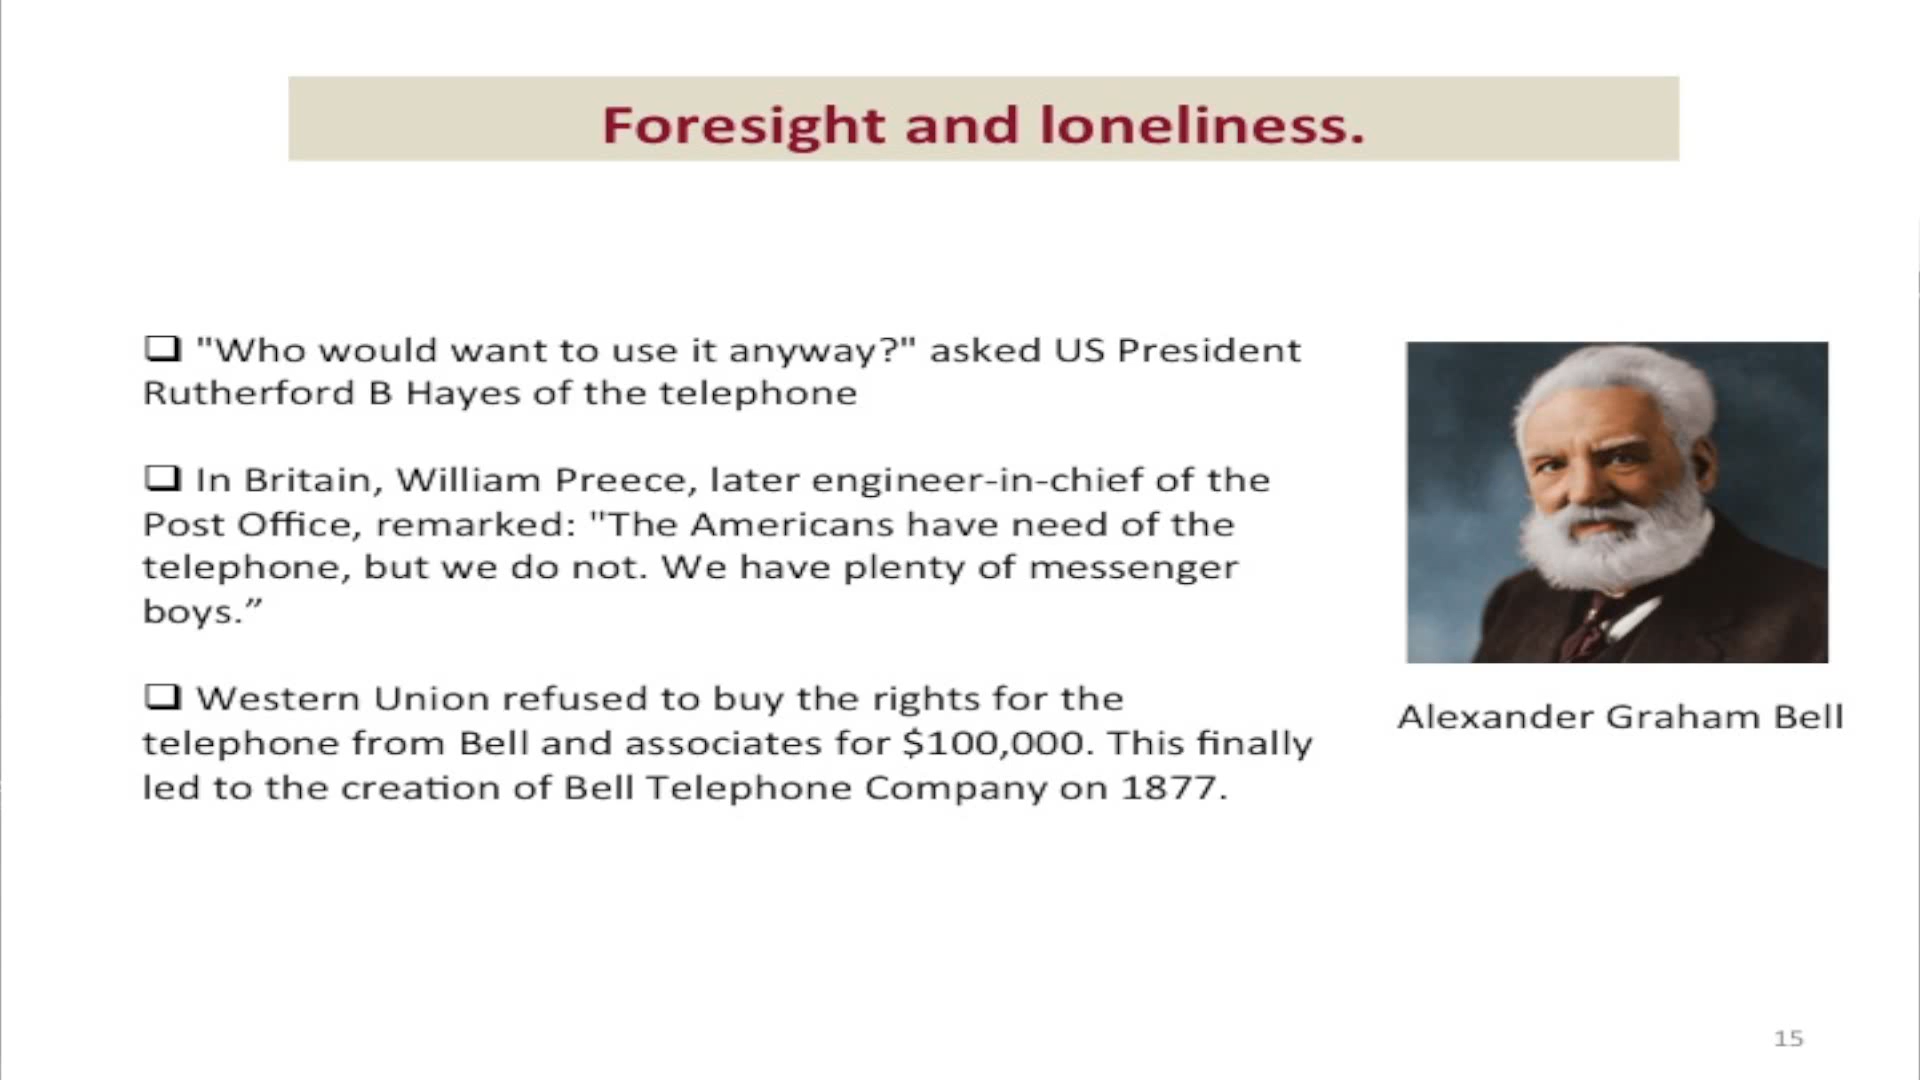 Foresight and loneliness.
❑ "Who would want to use it anyway?" asked US President
Rutherford B Hayes of the telephone
❑ In Britain, William Preece, later engineer-in-chief of the
Post Office, remarked: "The Americans have need of the
telephone, but we do not. We have plenty of messenger
boys.”
❑ Western Union refused to buy the rights for the
telephone from Bell and associates for $100,000. This finally
led to the creation of Bell Telephone Company on 1877.
Alexander Graham Bell
15